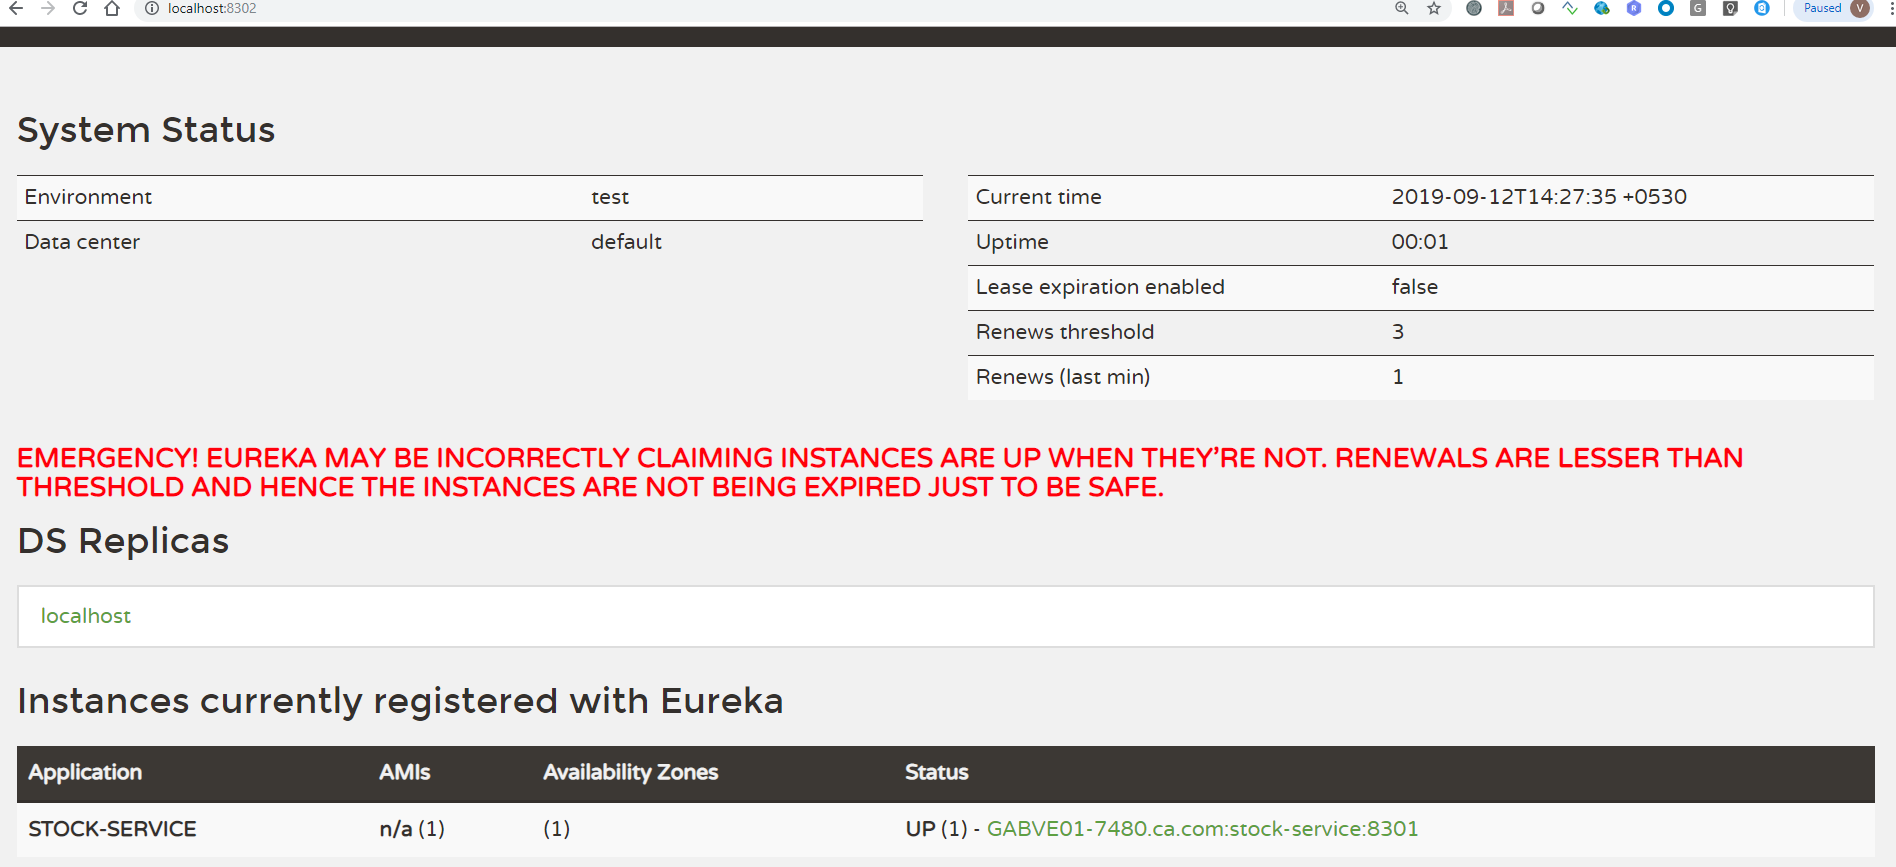 localhost:8302
Paused V
System Status
Environment test
Data center default
Current time 2019-09-12T14:27:35 +0530
Uptime 00:01
Lease expiration enabled false
Renews threshold 3
Renews (last min) 1
EMERGENCY! EUREKA MAY BE INCORRECTLY CLAIMING INSTANCES ARE UP WHEN THEY'RE NOT. RENEWALS ARE LESSER THAN
THRESHOLD AND HENCE THE INSTANCES ARE NOT BEING EXPIRED JUST TO BE SAFE.
DS Replicas
localhost
Instances currently registered with Eureka
Application AMIs Availability Zones Status
STOCK-SERVICE n/a (1) (1) UP (1) - GABVE01-7480.ca.com:stock-service:8301